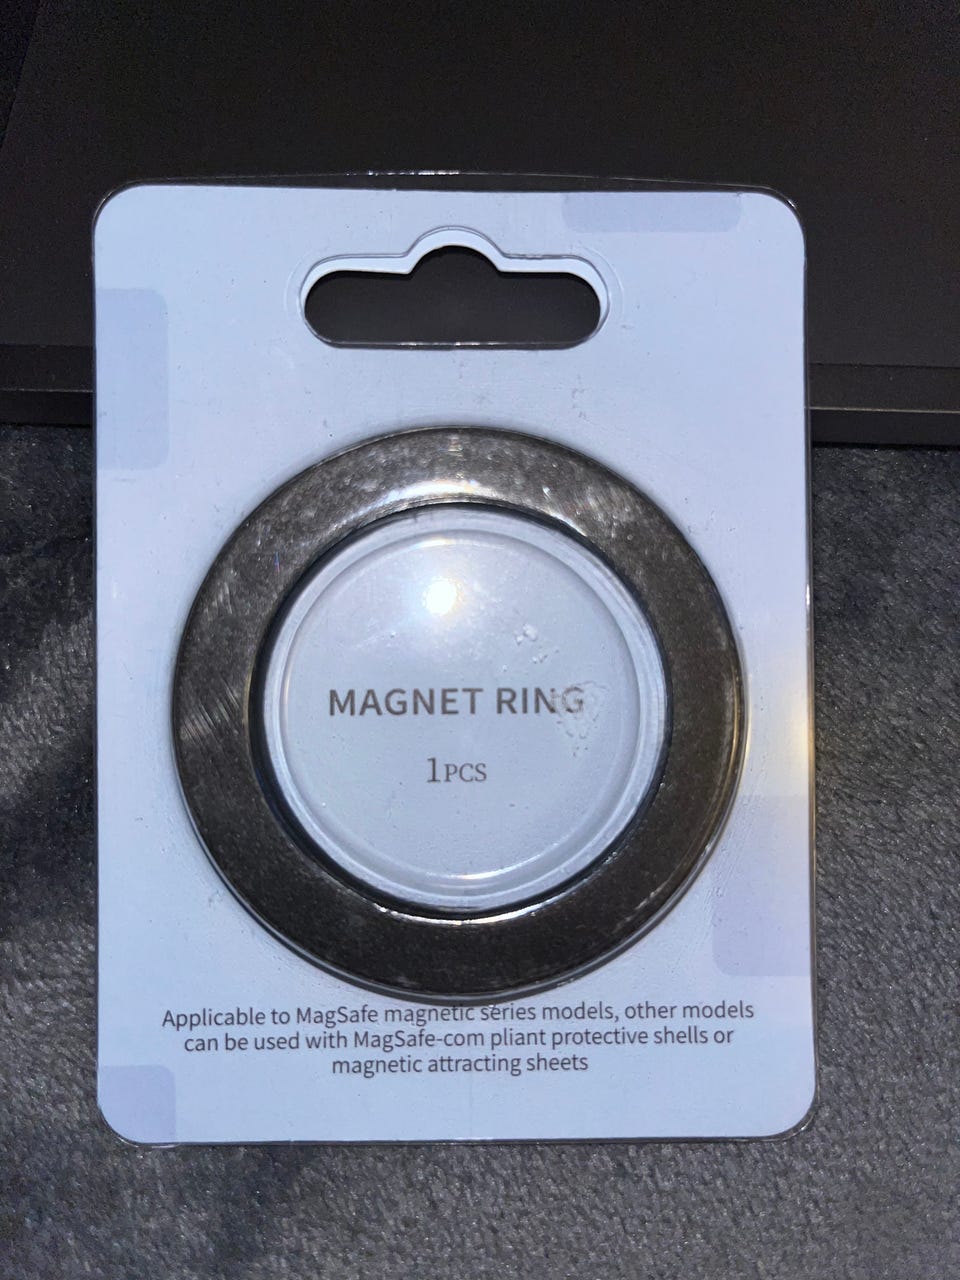 MAGNET RING
1PCS
Applicable to MagSafe magnetic series models, other models
can be used with MagSafe-com pliant protective shells or
magnetic attracting sheets